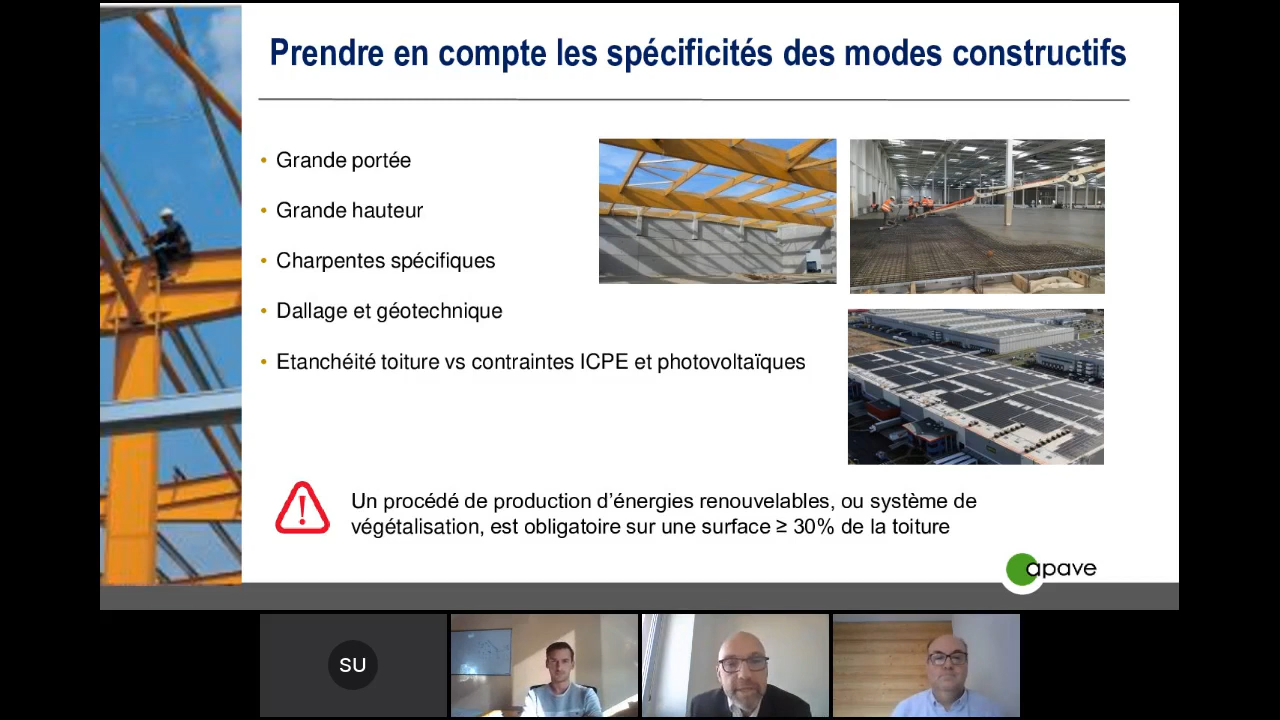 Prendre en compte les spécificités des modes constructifs
• Grande portée
• Grande hauteur
• Charpentes spécifiques
• Dallage et géotechnique
• Etanchéité toiture vs contraintes ICPE et photovoltaïques
Un procédé de production d’énergies renouvelables, ou système de
végétalisation, est obligatoire sur une surface ≥ 30% de la toiture
apave
SU